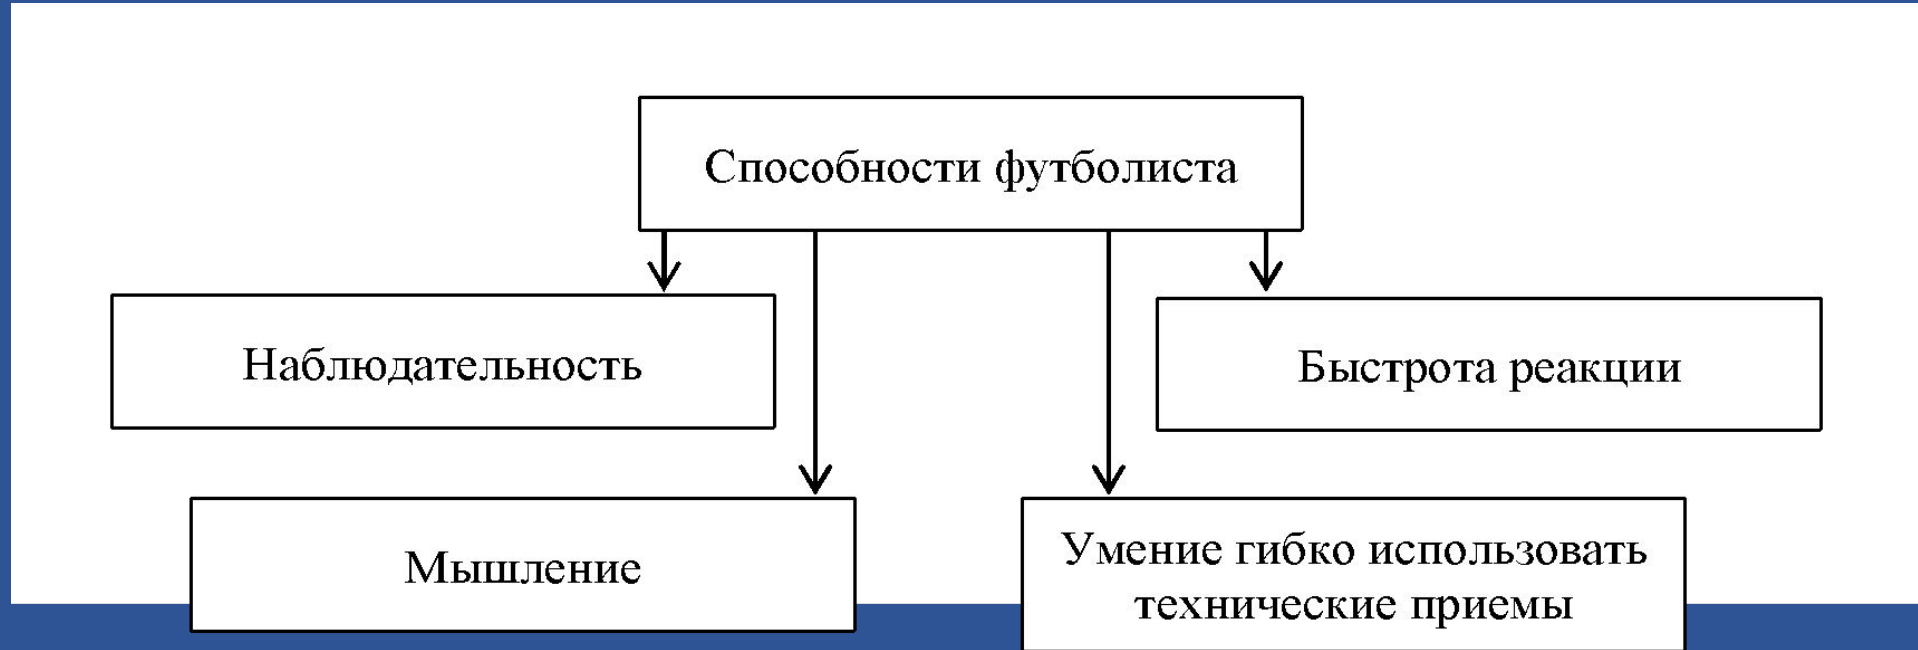 Способности футболиста
Наблюдательность
Быстрота реакции
Мышление
Умение гибко использовать
технические приемы